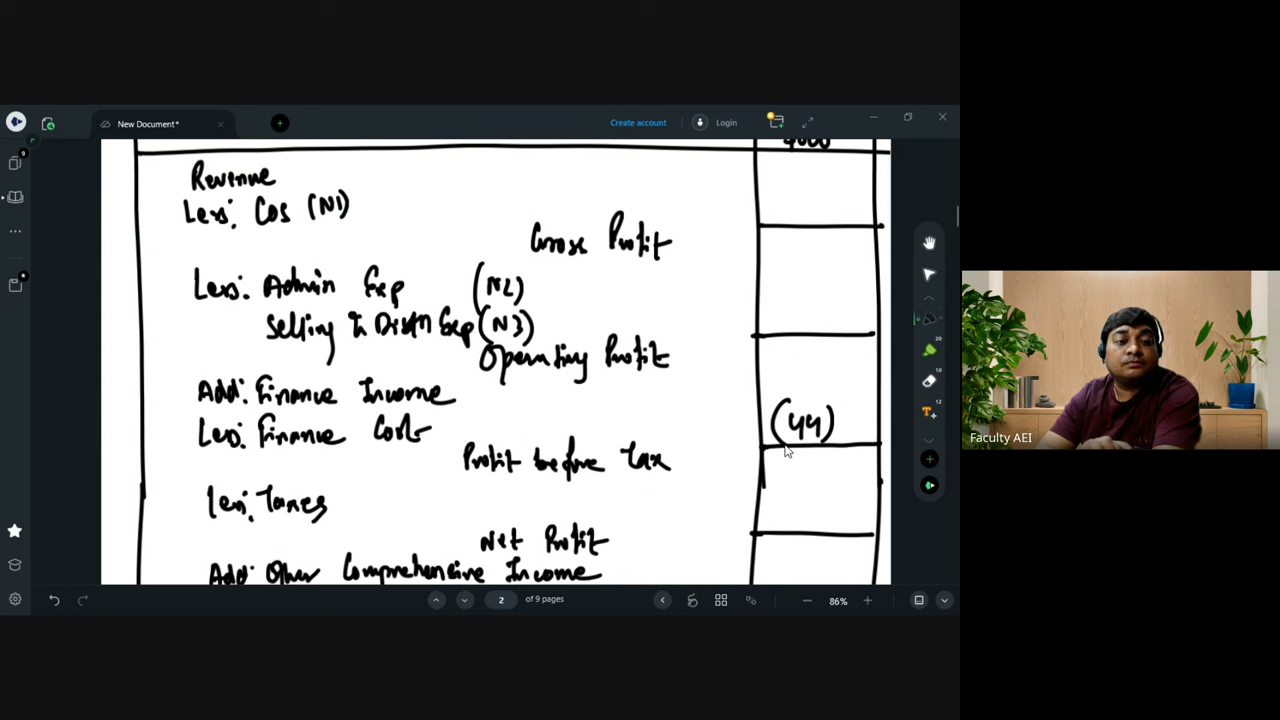 New Document*
Create account
Login
Revenue
Less: Cos (N1)
Gross Profit
Less: Admin Exp (N2)
Selling & Distn Exp (N3)
Operating Profit
Add: Finance Income
Less: Finance Cost (44)
Profit before Tax
Less: Taxes
Net Profit
Add: Other Comprehensive Income
2 of 9 pages
86%
Faculty AEI